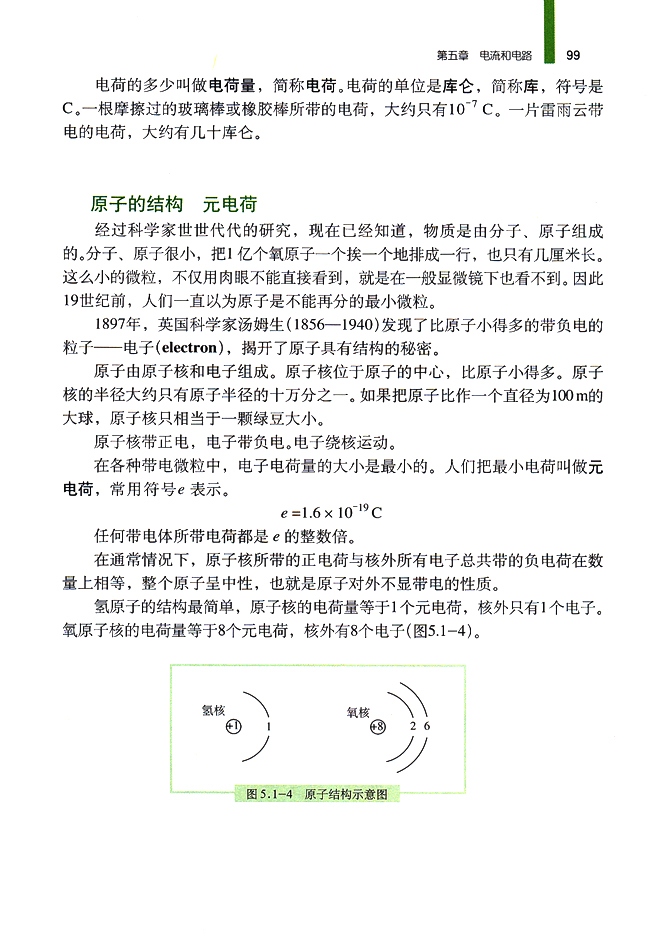 第五章 电流和电路 99
电荷的多少叫做电荷量，简称电荷。电荷的单位是库仑，简称库，符号是
C。一根摩擦过的玻璃棒或橡胶棒所带的电荷，大约只有10⁻⁷ C。一片雷雨云带
电的电荷，大约有几十库仑。
原子的结构 元电荷
经过科学家世世代代的研究，现在已经知道，物质是由分子、原子组成
的。分子、原子很小，把1亿个氧原子一个挨一个地排成一行，也只有几厘米长。
这么小的微粒，不仅用肉眼不能直接看到，就是在一般显微镜下也看不到。因此
19世纪前，人们一直以为原子是不能再分的最小微粒。
1897年，英国科学家汤姆生(1856—1940)发现了比原子小得多的带负电的
粒子——电子(electron)，揭开了原子具有结构的秘密。
原子由原子核和电子组成。原子核位于原子的中心，比原子小得多。原子
核的半径大约只有原子半径的十万分之一。如果把原子比作一个直径为100 m的
大球，原子核只相当于一颗绿豆大小。
原子核带正电，电子带负电。电子绕核运动。
在各种带电微粒中，电子电荷量的大小是最小的。人们把最小电荷叫做元
电荷，常用符号e 表示。
e =1.6 × 10⁻¹⁹ C
任何带电体所带电荷都是 e 的整数倍。
在通常情况下，原子核所带的正电荷与核外所有电子总共带的负电荷在数
量上相等，整个原子呈中性，也就是原子对外不显带电的性质。
氢原子的结构最简单，原子核的电荷量等于1个元电荷，核外只有1个电子。
氧原子核的电荷量等于8个元电荷，核外有8个电子(图5.1−4)。
氢核
+1 1
氧核
+8 2 6
图5.1−4 原子结构示意图